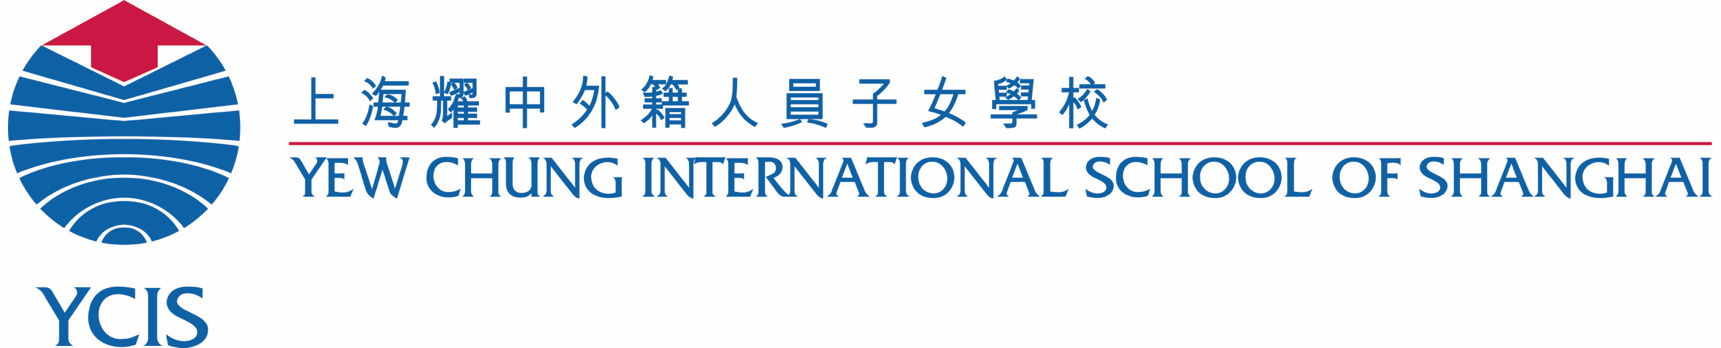 上海耀中外籍人員子女學校
YEW CHUNG INTERNATIONAL SCHOOL OF SHANGHAI
YCIS